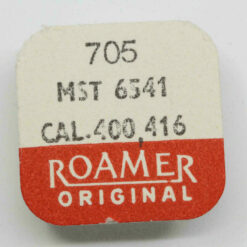 705
MST 6541
CAL.400,416
ROAMER
ORIGINAL